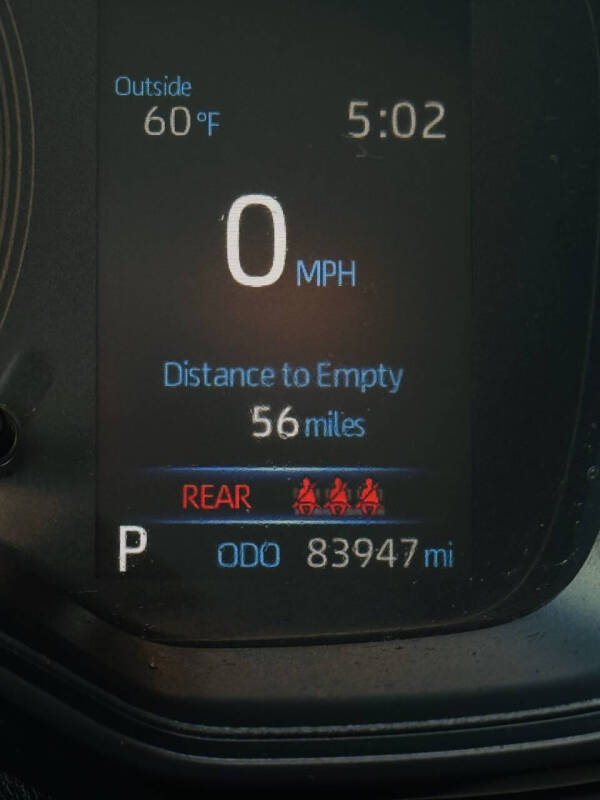 Outside
60°F 5:02
0 MPH
Distance to Empty
56 miles
REAR
P ODO 83947 mi